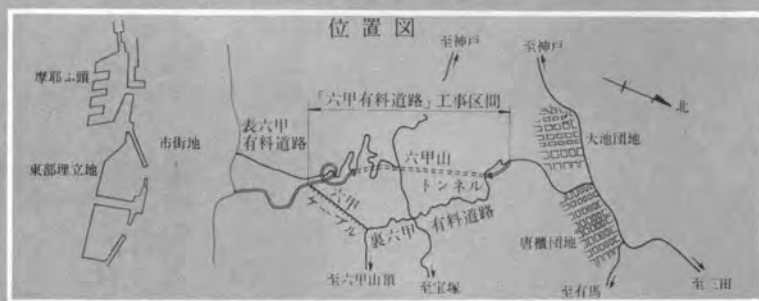 位置図
至神戸
至神戸
摩耶ふ頭
「六甲有料道路」工事区間
北
表六甲
有料道路
大池団地
市街地
六甲山
東部埋立地
トンネル
六甲
ケーブル
裏六甲
有料道路
唐櫃団地
至六甲山頂
至宝塚
至有馬
至三田